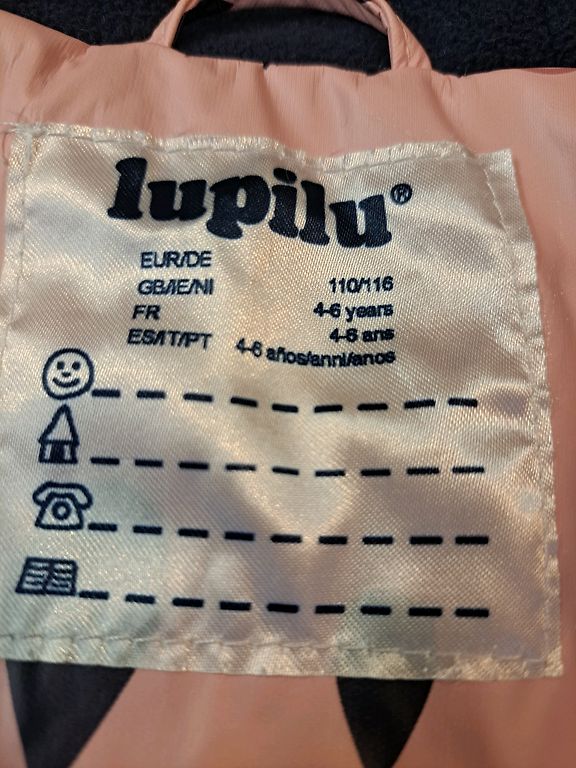 lupilu®
EUR/DE 110/116
GB/IE/NI 4-6 years
FR 4-6 ans
ES/IT/PT 4-6 años/anni/anos